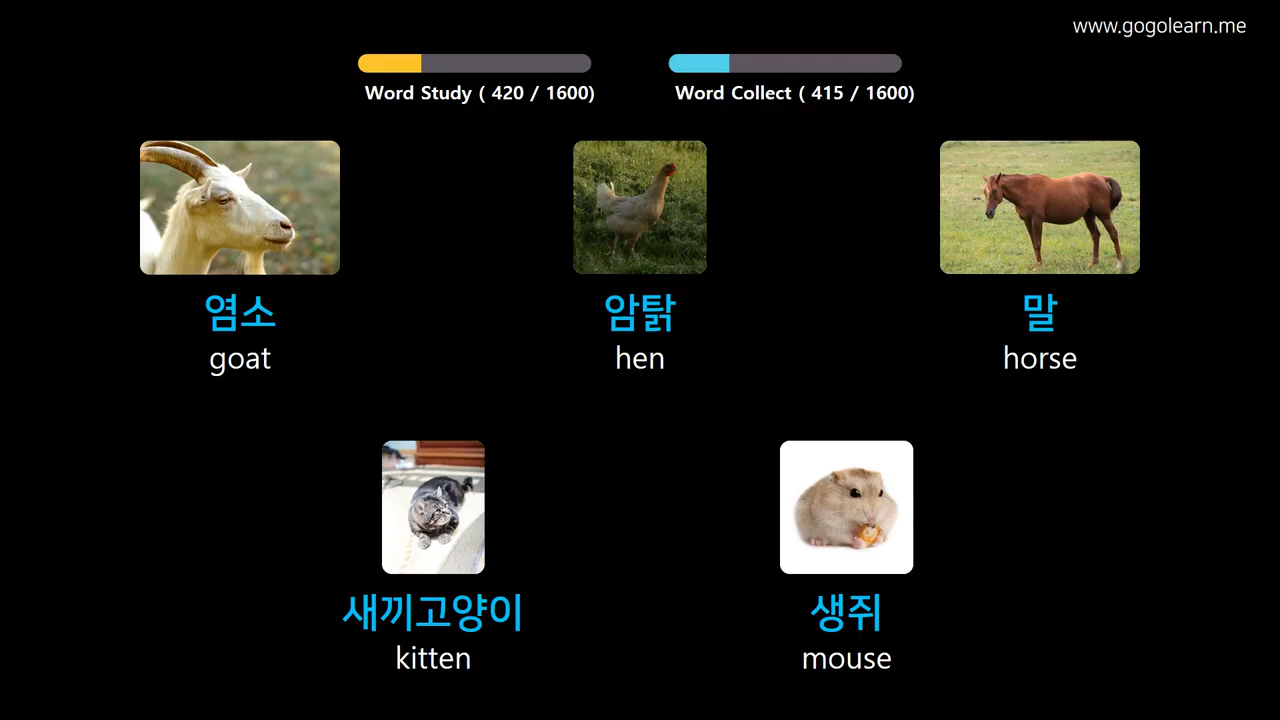 www.gogolearn.me
Word Study ( 420 / 1600)
Word Collect ( 415 / 1600)
염소
goat
암탉
hen
말
horse
새끼고양이
kitten
생쥐
mouse